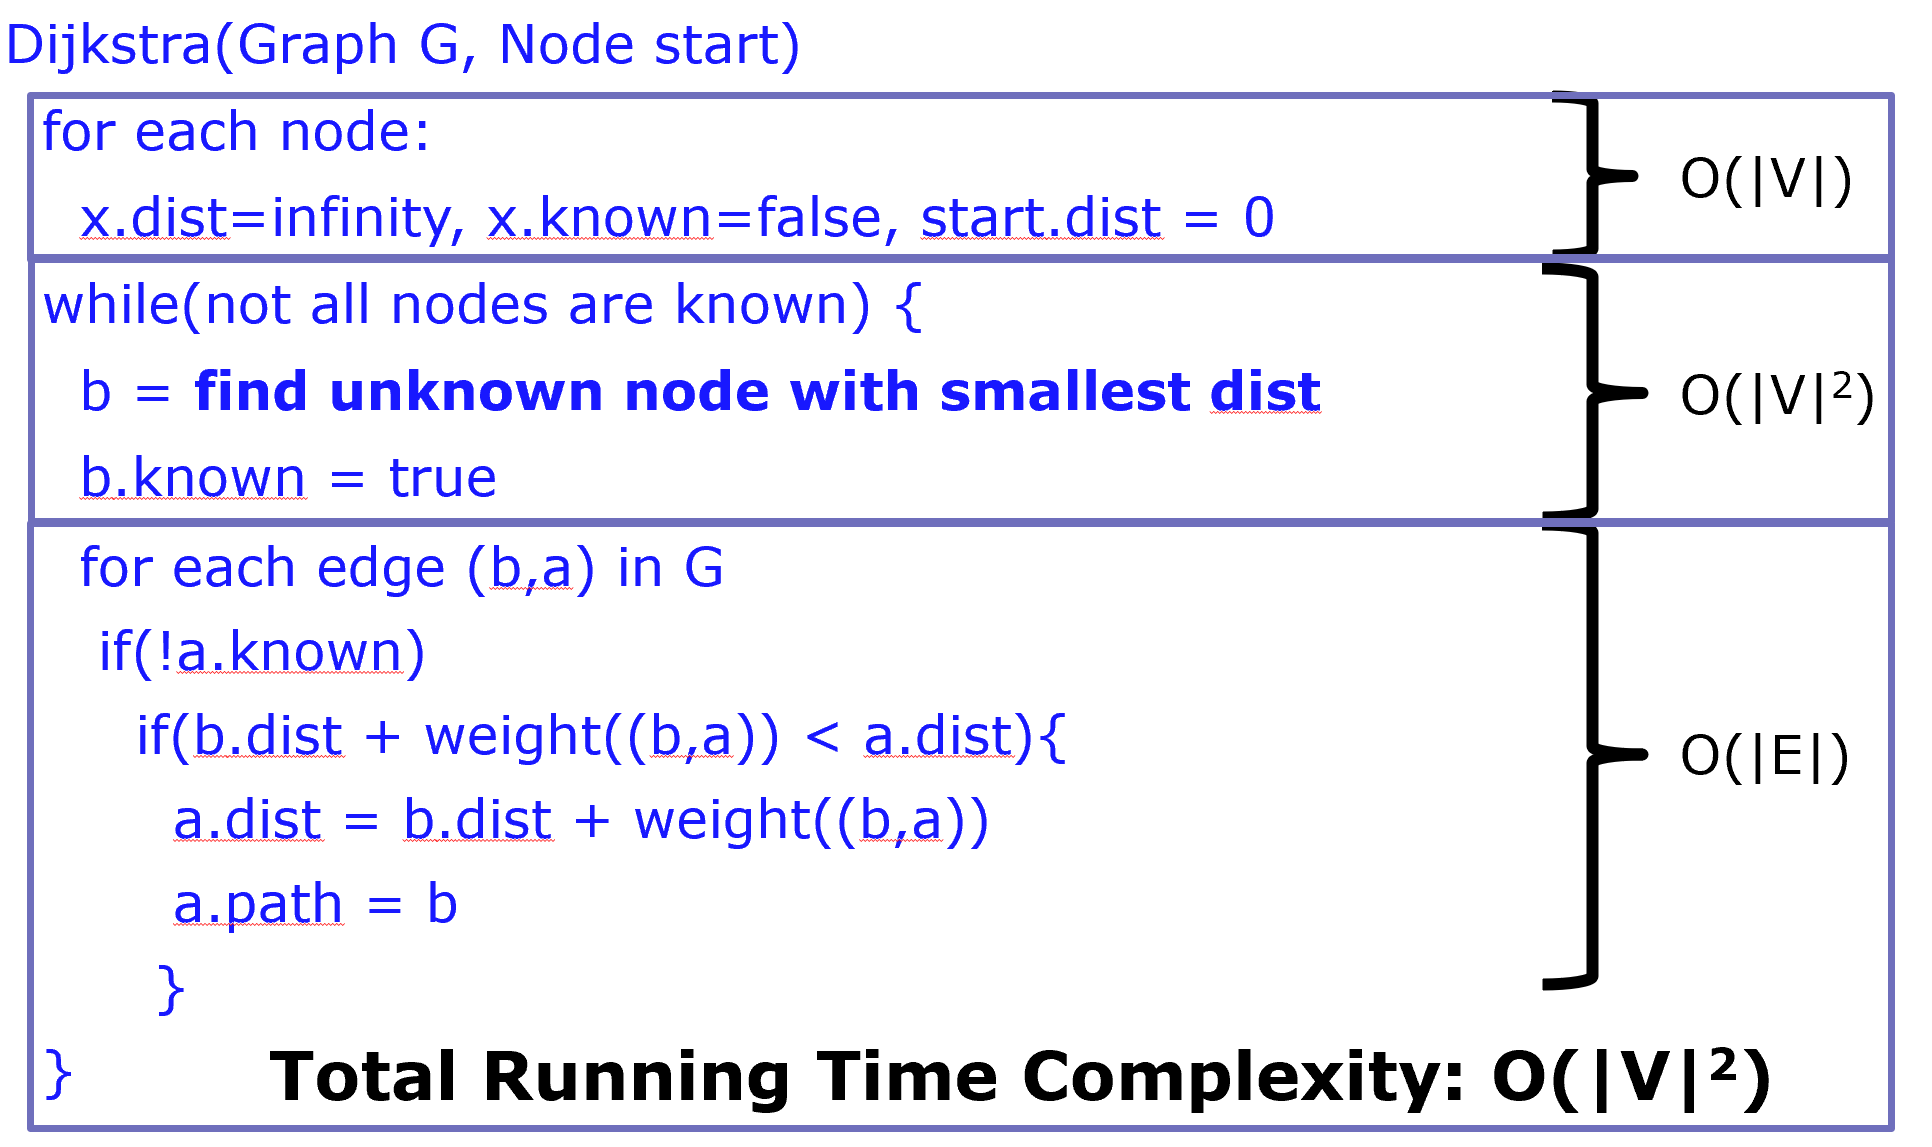 Dijkstra(Graph G, Node start)
for each node:
x.dist=infinity, x.known=false, start.dist = 0
O(|V|)
while(not all nodes are known) {
b = find unknown node with smallest dist
b.known = true
O(|V|²)
for each edge (b,a) in G
if(!a.known)
if(b.dist + weight((b,a)) < a.dist){
a.dist = b.dist + weight((b,a))
a.path = b
}
O(|E|)
}
Total Running Time Complexity: O(|V|²)